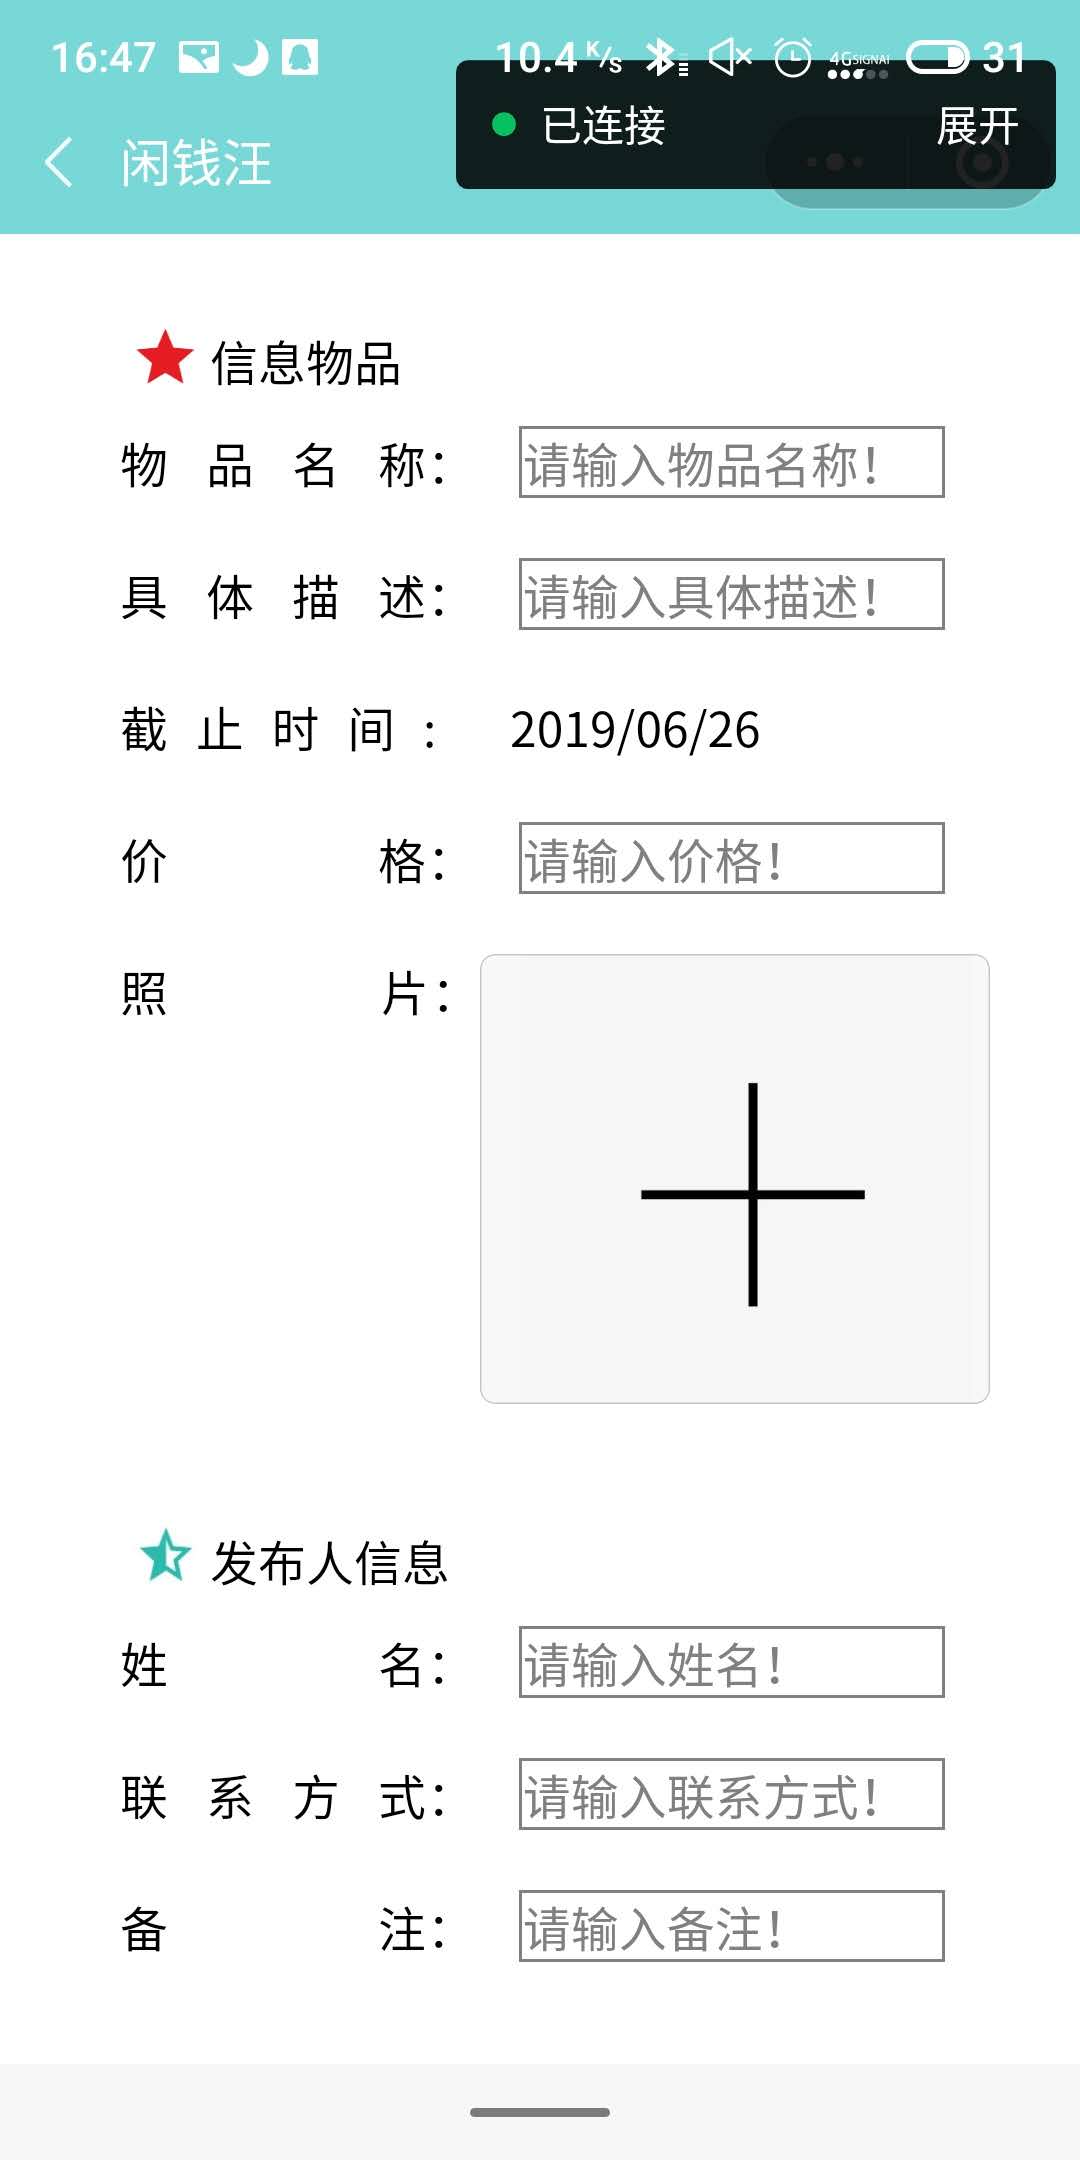 16:47 10.4 K/s 4G SIGNAL 31
已连接 展开
闲钱汪
信息物品
物品名称: 请输入物品名称!
具体描述: 请输入具体描述!
截止时间: 2019/06/26
价格: 请输入价格!
照片:
发布人信息
姓名: 请输入姓名!
联系方式: 请输入联系方式!
备注: 请输入备注!